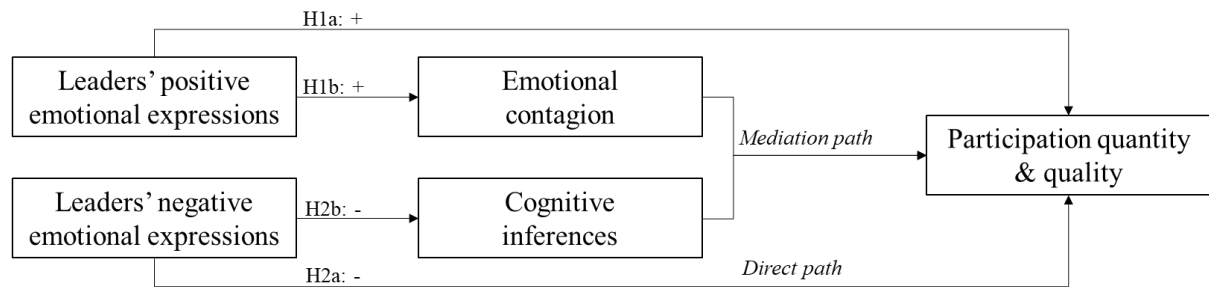 H1a: +
Leaders' positive
emotional expressions
H1b: +
Emotional
contagion
Mediation path
Participation quantity
& quality
Leaders' negative
emotional expressions
H2b: -
Cognitive
inferences
H2a: -
Direct path